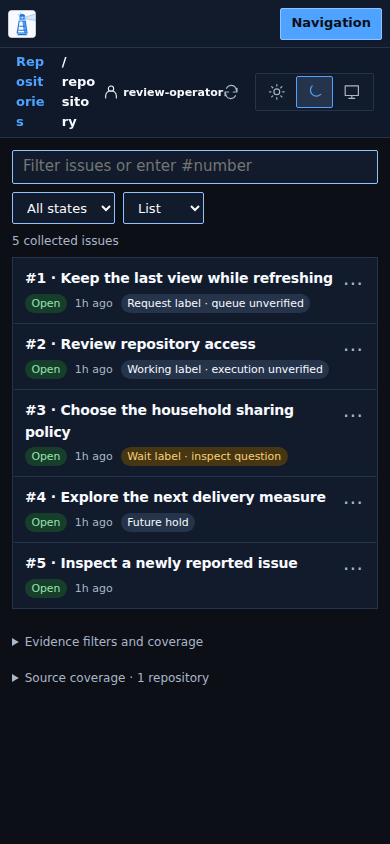 Navigation
Rep
osit
orie
s
/
repo
sito
ry
review-operator
Filter issues or enter #number
All states
List
5 collected issues
#1 · Keep the last view while refreshing
...
Open 1h ago Request label · queue unverified
#2 · Review repository access
...
Open 1h ago Working label · execution unverified
#3 · Choose the household sharing
policy
...
Open 1h ago Wait label · inspect question
#4 · Explore the next delivery measure
...
Open 1h ago Future hold
#5 · Inspect a newly reported issue
...
Open 1h ago
Evidence filters and coverage
Source coverage · 1 repository